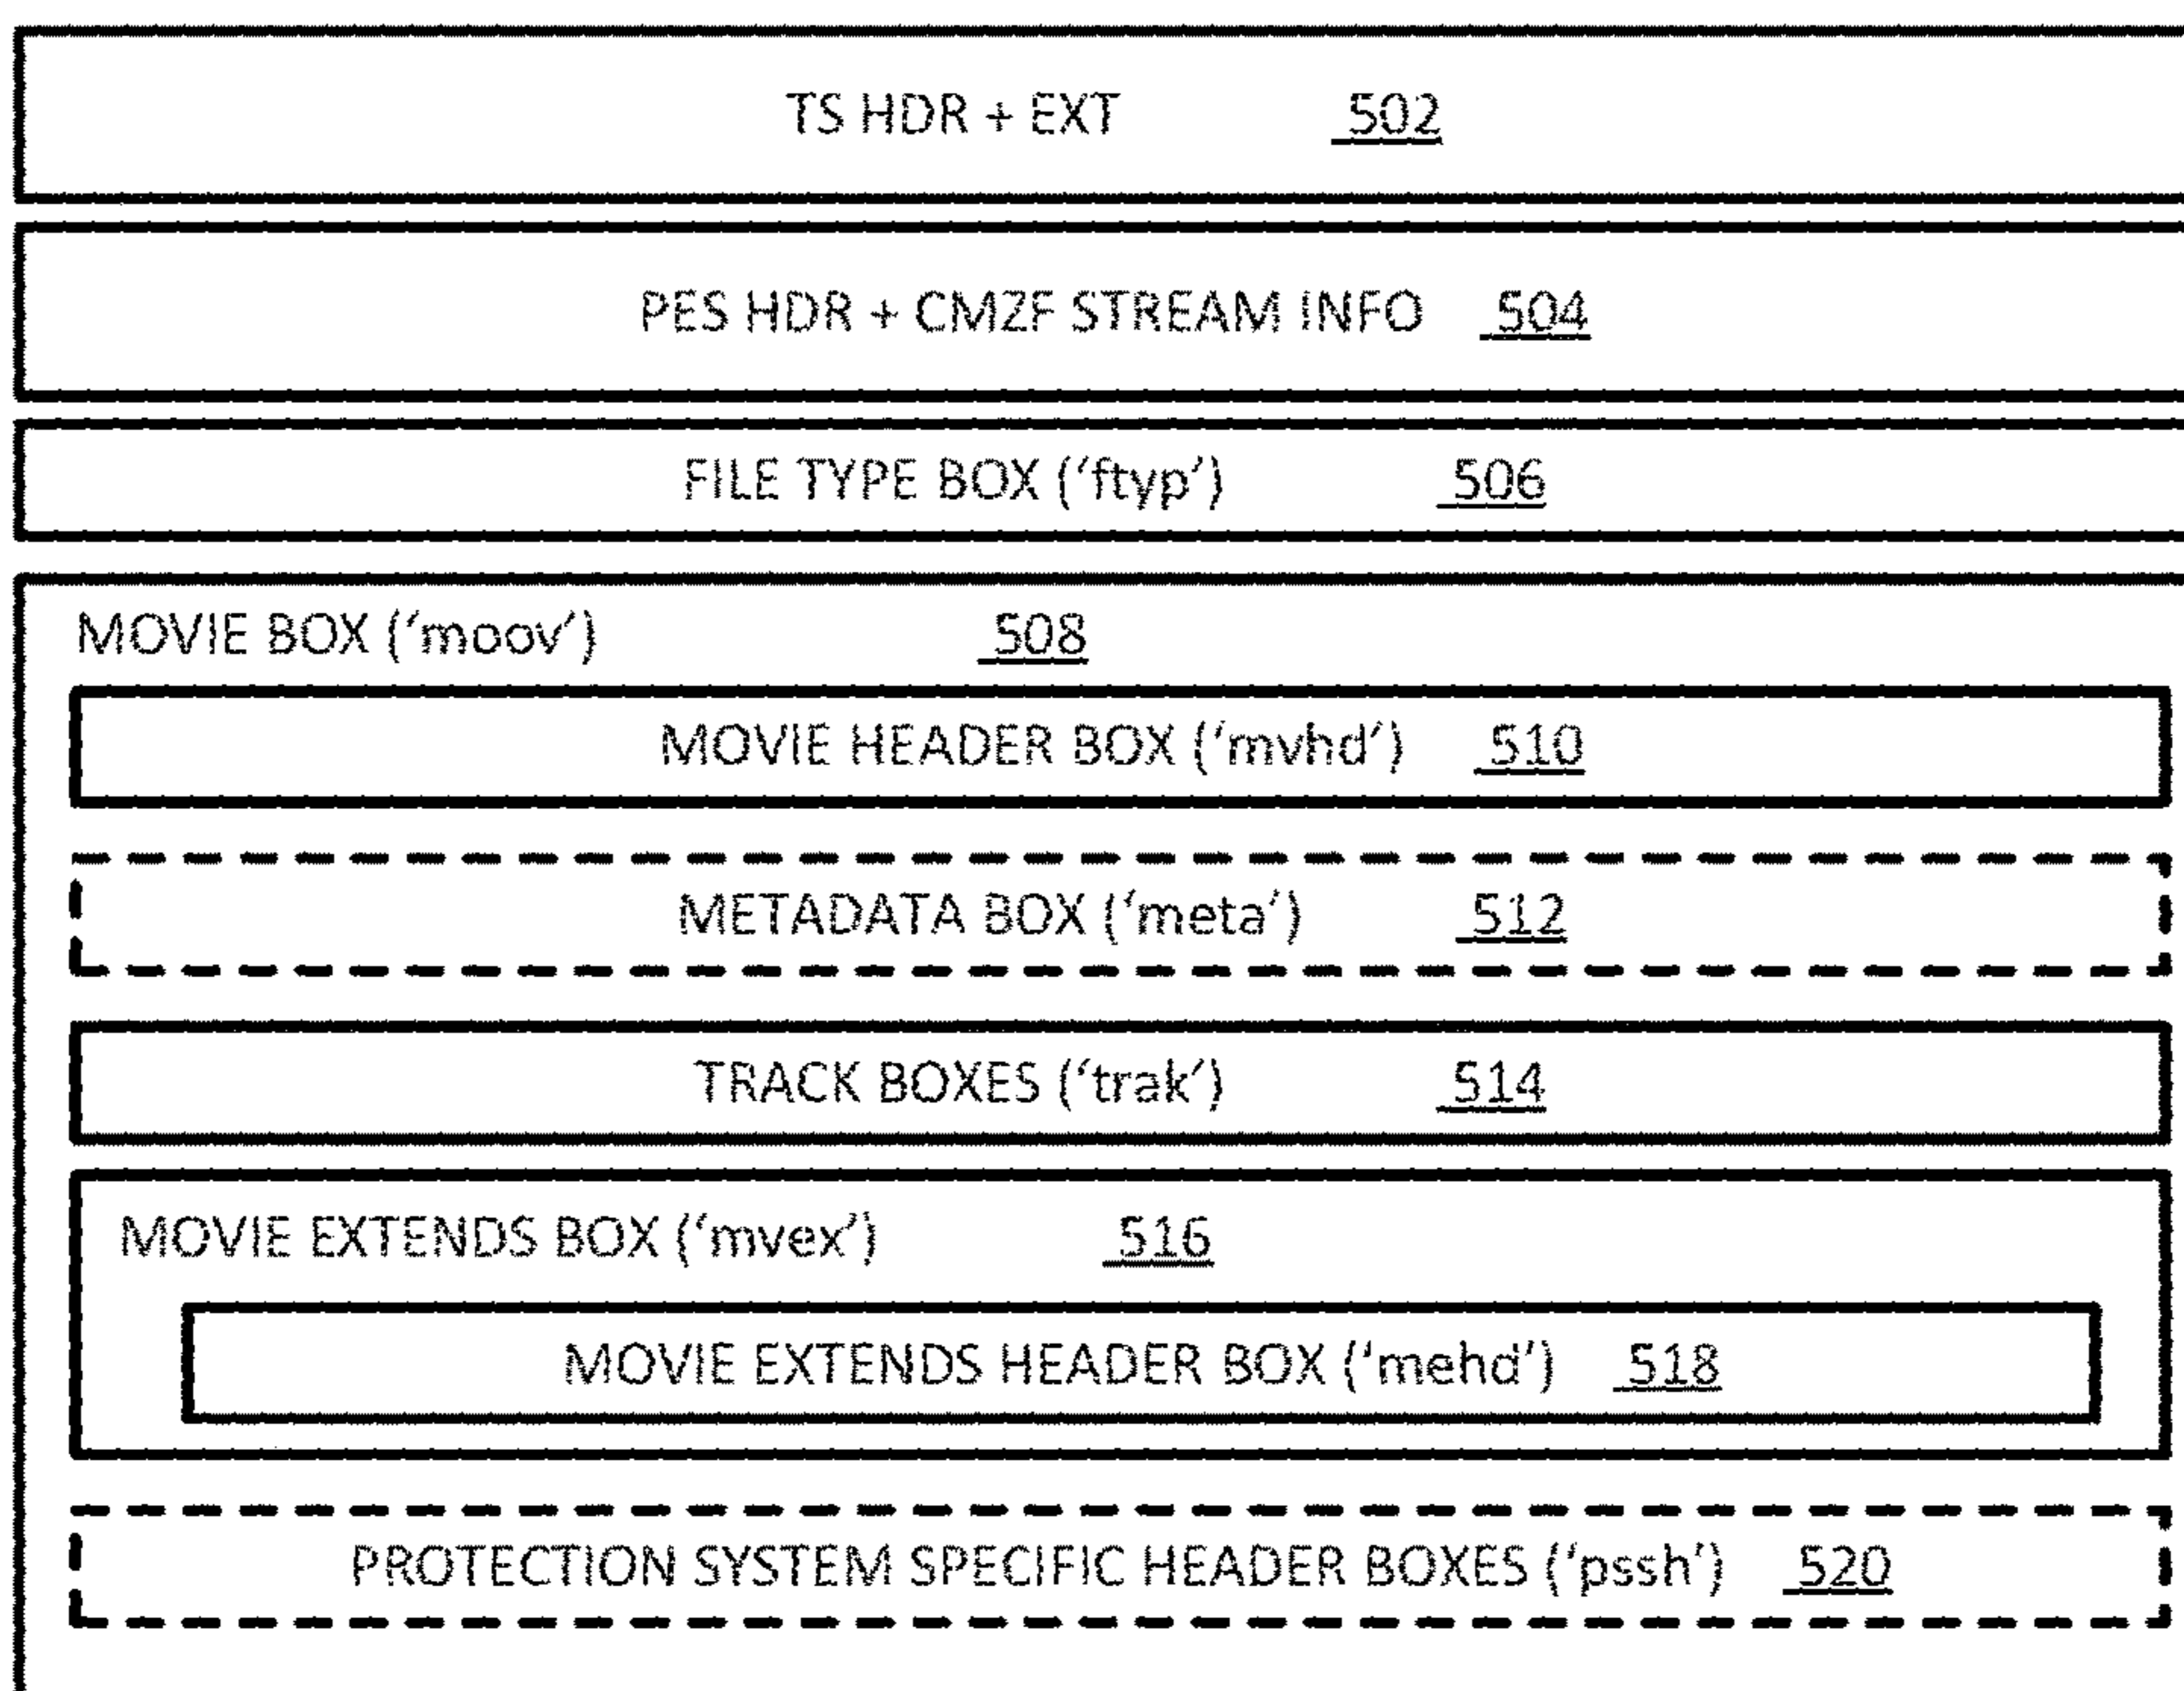 TS HDR + EXT 502
PES HDR + CMZF STREAM INFO 504
FILE TYPE BOX (‘ftyp’) 506
MOVIE BOX (‘moov’) 508
MOVIE HEADER BOX (‘mvhd’) 510
METADATA BOX (‘meta’) 512
TRACK BOXES (‘trak’) 514
MOVIE EXTENDS BOX (‘mvex’) 516
MOVIE EXTENDS HEADER BOX (‘mehd’) 518
PROTECTION SYSTEM SPECIFIC HEADER BOXES (‘pssh’) 520